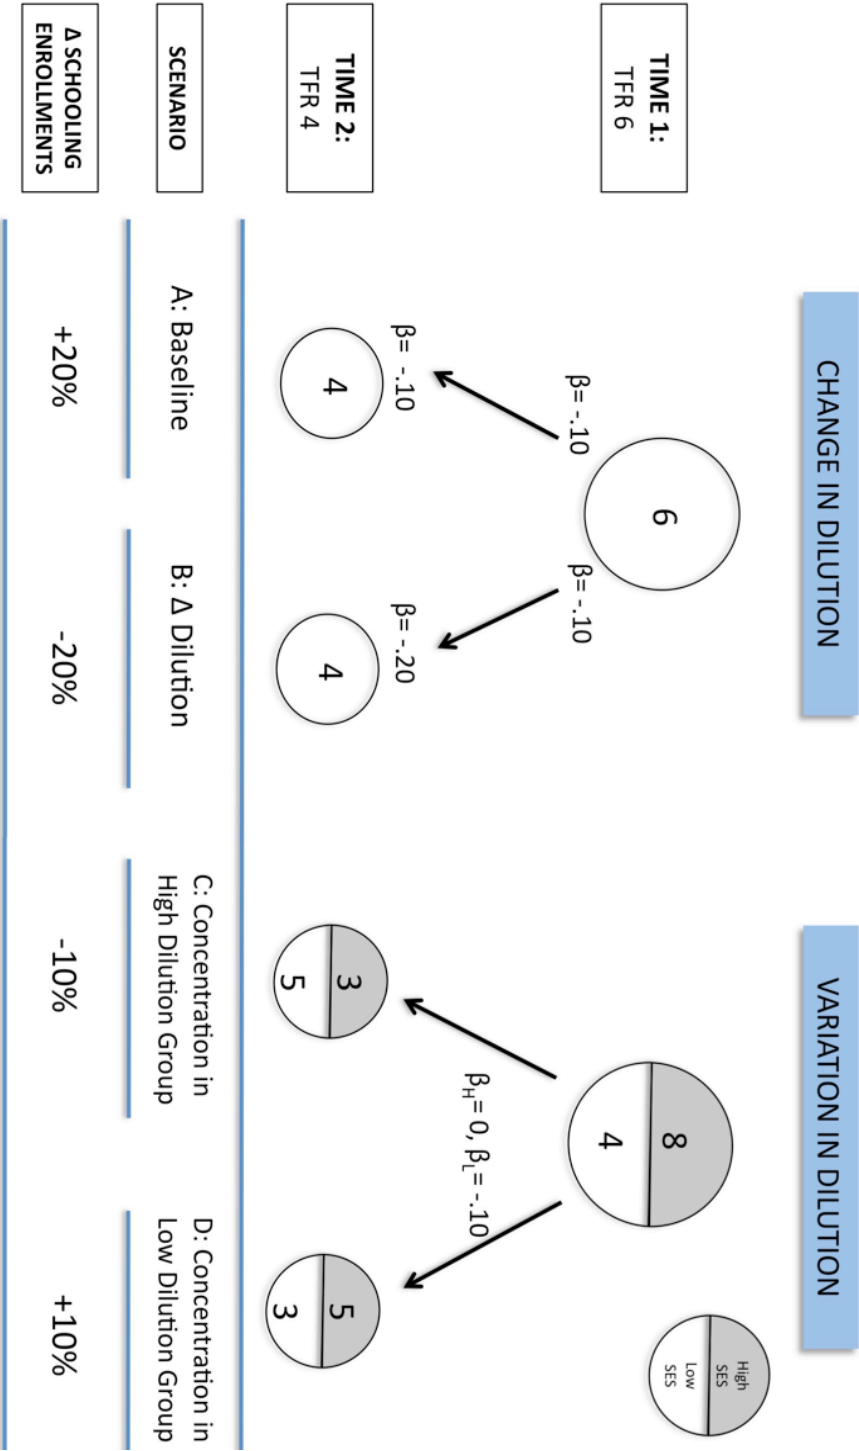 CHANGE IN DILUTION
VARIATION IN DILUTION
High
SES
Low
SES
TIME 1:
TFR 6
6
8
4
β= -.10
β= -.10
β_H= 0, β_L= -.10
TIME 2:
TFR 4
β= -.10
β= -.20
4
4
3
5
5
3
SCENARIO
A: Baseline
B: Δ Dilution
C: Concentration in
High Dilution Group
D: Concentration in
Low Dilution Group
Δ SCHOOLING
ENROLLMENTS
+20%
-20%
-10%
+10%